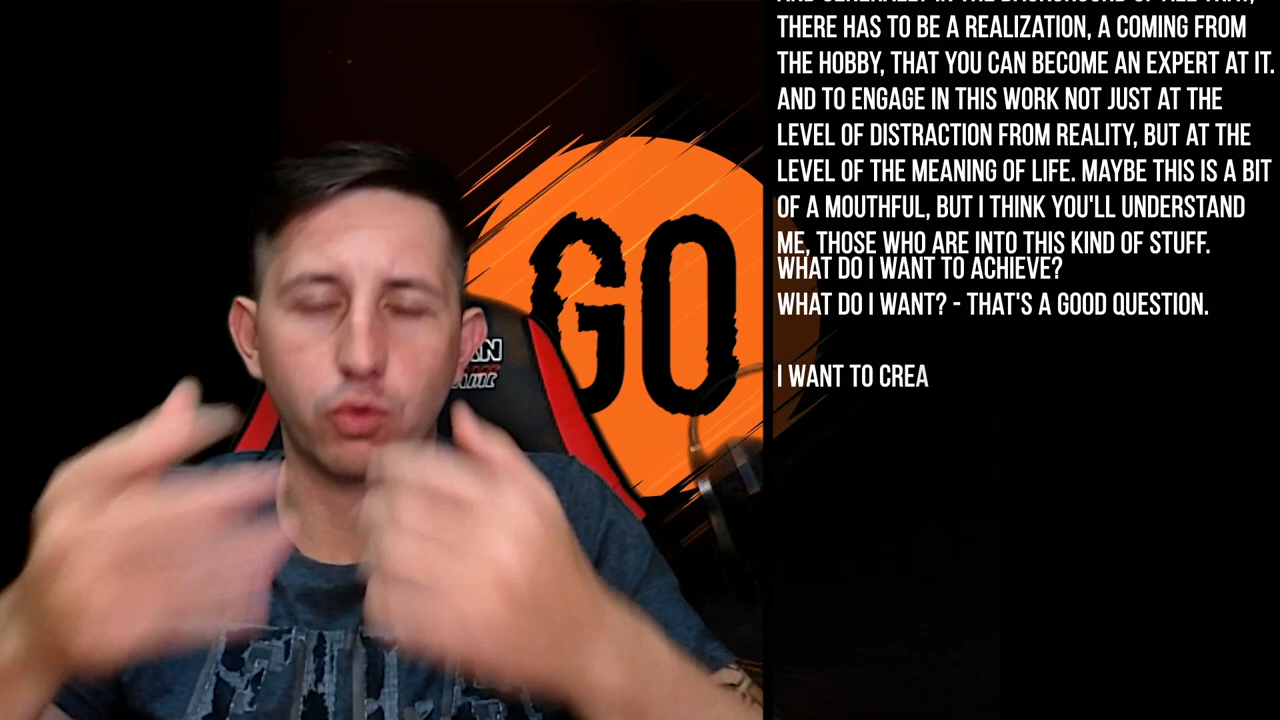 THERE HAS TO BE A REALIZATION, A COMING FROM
THE HOBBY, THAT YOU CAN BECOME AN EXPERT AT IT.
AND TO ENGAGE IN THIS WORK NOT JUST AT THE
LEVEL OF DISTRACTION FROM REALITY, BUT AT THE
LEVEL OF THE MEANING OF LIFE. MAYBE THIS IS A BIT
OF A MOUTHFUL, BUT I THINK YOU'LL UNDERSTAND
ME, THOSE WHO ARE INTO THIS KIND OF STUFF.
WHAT DO I WANT TO ACHIEVE?
WHAT DO I WANT? - THAT'S A GOOD QUESTION.
I WANT TO CREA
GO